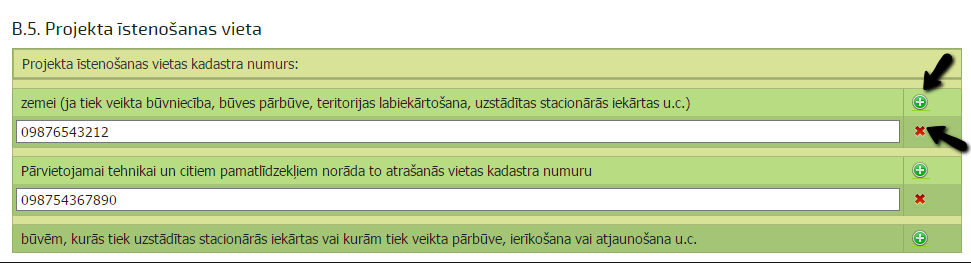 B.5. Projekta īstenošanas vieta
Projekta īstenošanas vietas kadastra numurs:
zemei (ja tiek veikta būvniecība, būves pārbūve, teritorijas labiekārtošana, uzstādītas stacionārās iekārtas u.c.)
09876543212
Pārvietojamai tehnikai un citiem pamatlīdzekļiem norāda to atrašanās vietas kadastra numuru
098754367890
būvēm, kurās tiek uzstādītas stacionārās iekārtas vai kurām tiek veikta pārbūve, ierīkošana vai atjaunošana u.c.